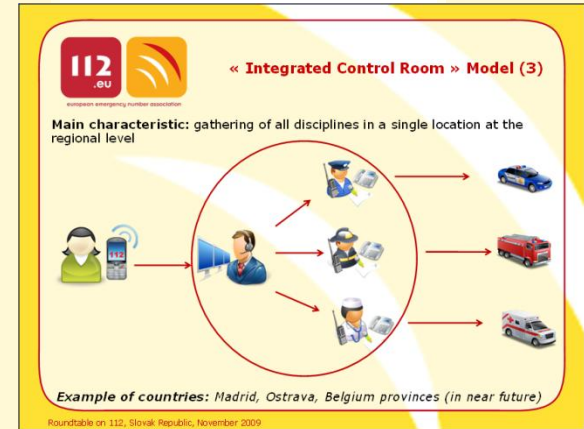 112
.eu
european emergency number association
« Integrated Control Room » Model (3)
Main characteristic: gathering of all disciplines in a single location at the
regional level
112
Example of countries: Madrid, Ostrava, Belgium provinces (in near future)
Roundtable on 112, Slovak Republic, November 2009